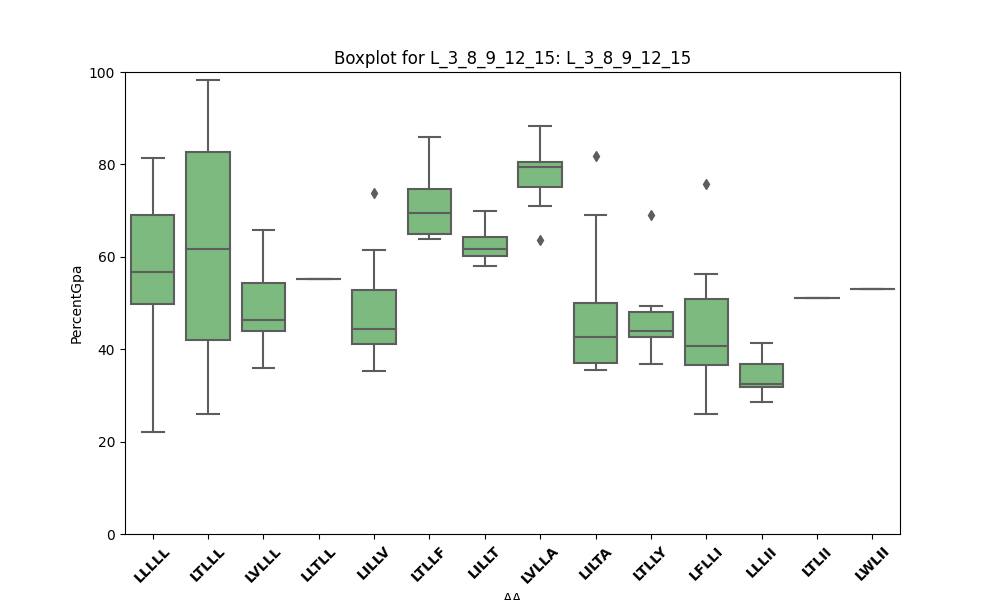 Boxplot for L_3_8_9_12_15: L_3_8_9_12_15
100
80
60
40
20
0
PercentGpa
LLLLL LTLLL LVLLL LLTLL LILLV LTLLF LILLT LVLLA LILTA LTLLY LFLLI LLLII LTLII LWLII
AA